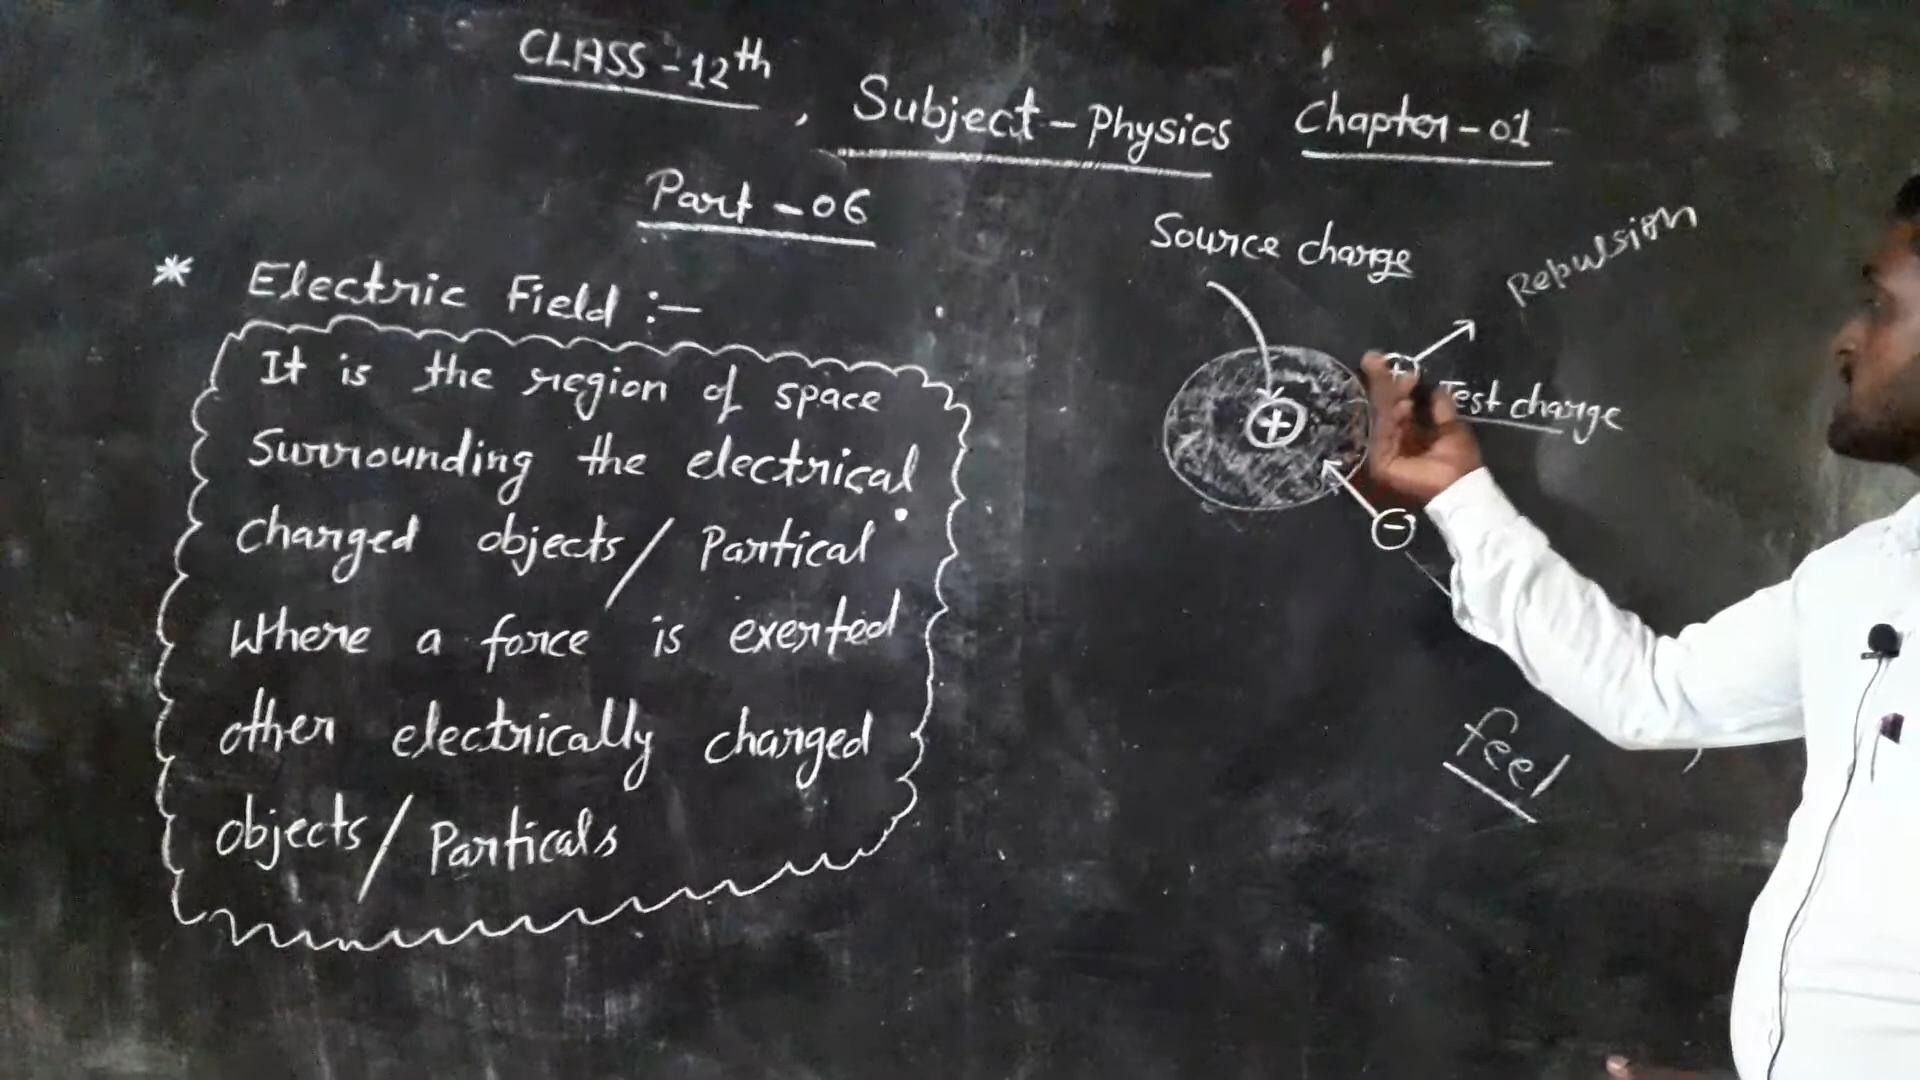 CLASS-12th, Subject-Physics Chapter-01
Part-06
* Electric Field :-
It is the region of space
Surrounding the electrical
Charged objects/Partical
Where a force is exerted
other electrically charged
objects/Particals
Source charge
Repulsion
+
Test charge
+
-
feel